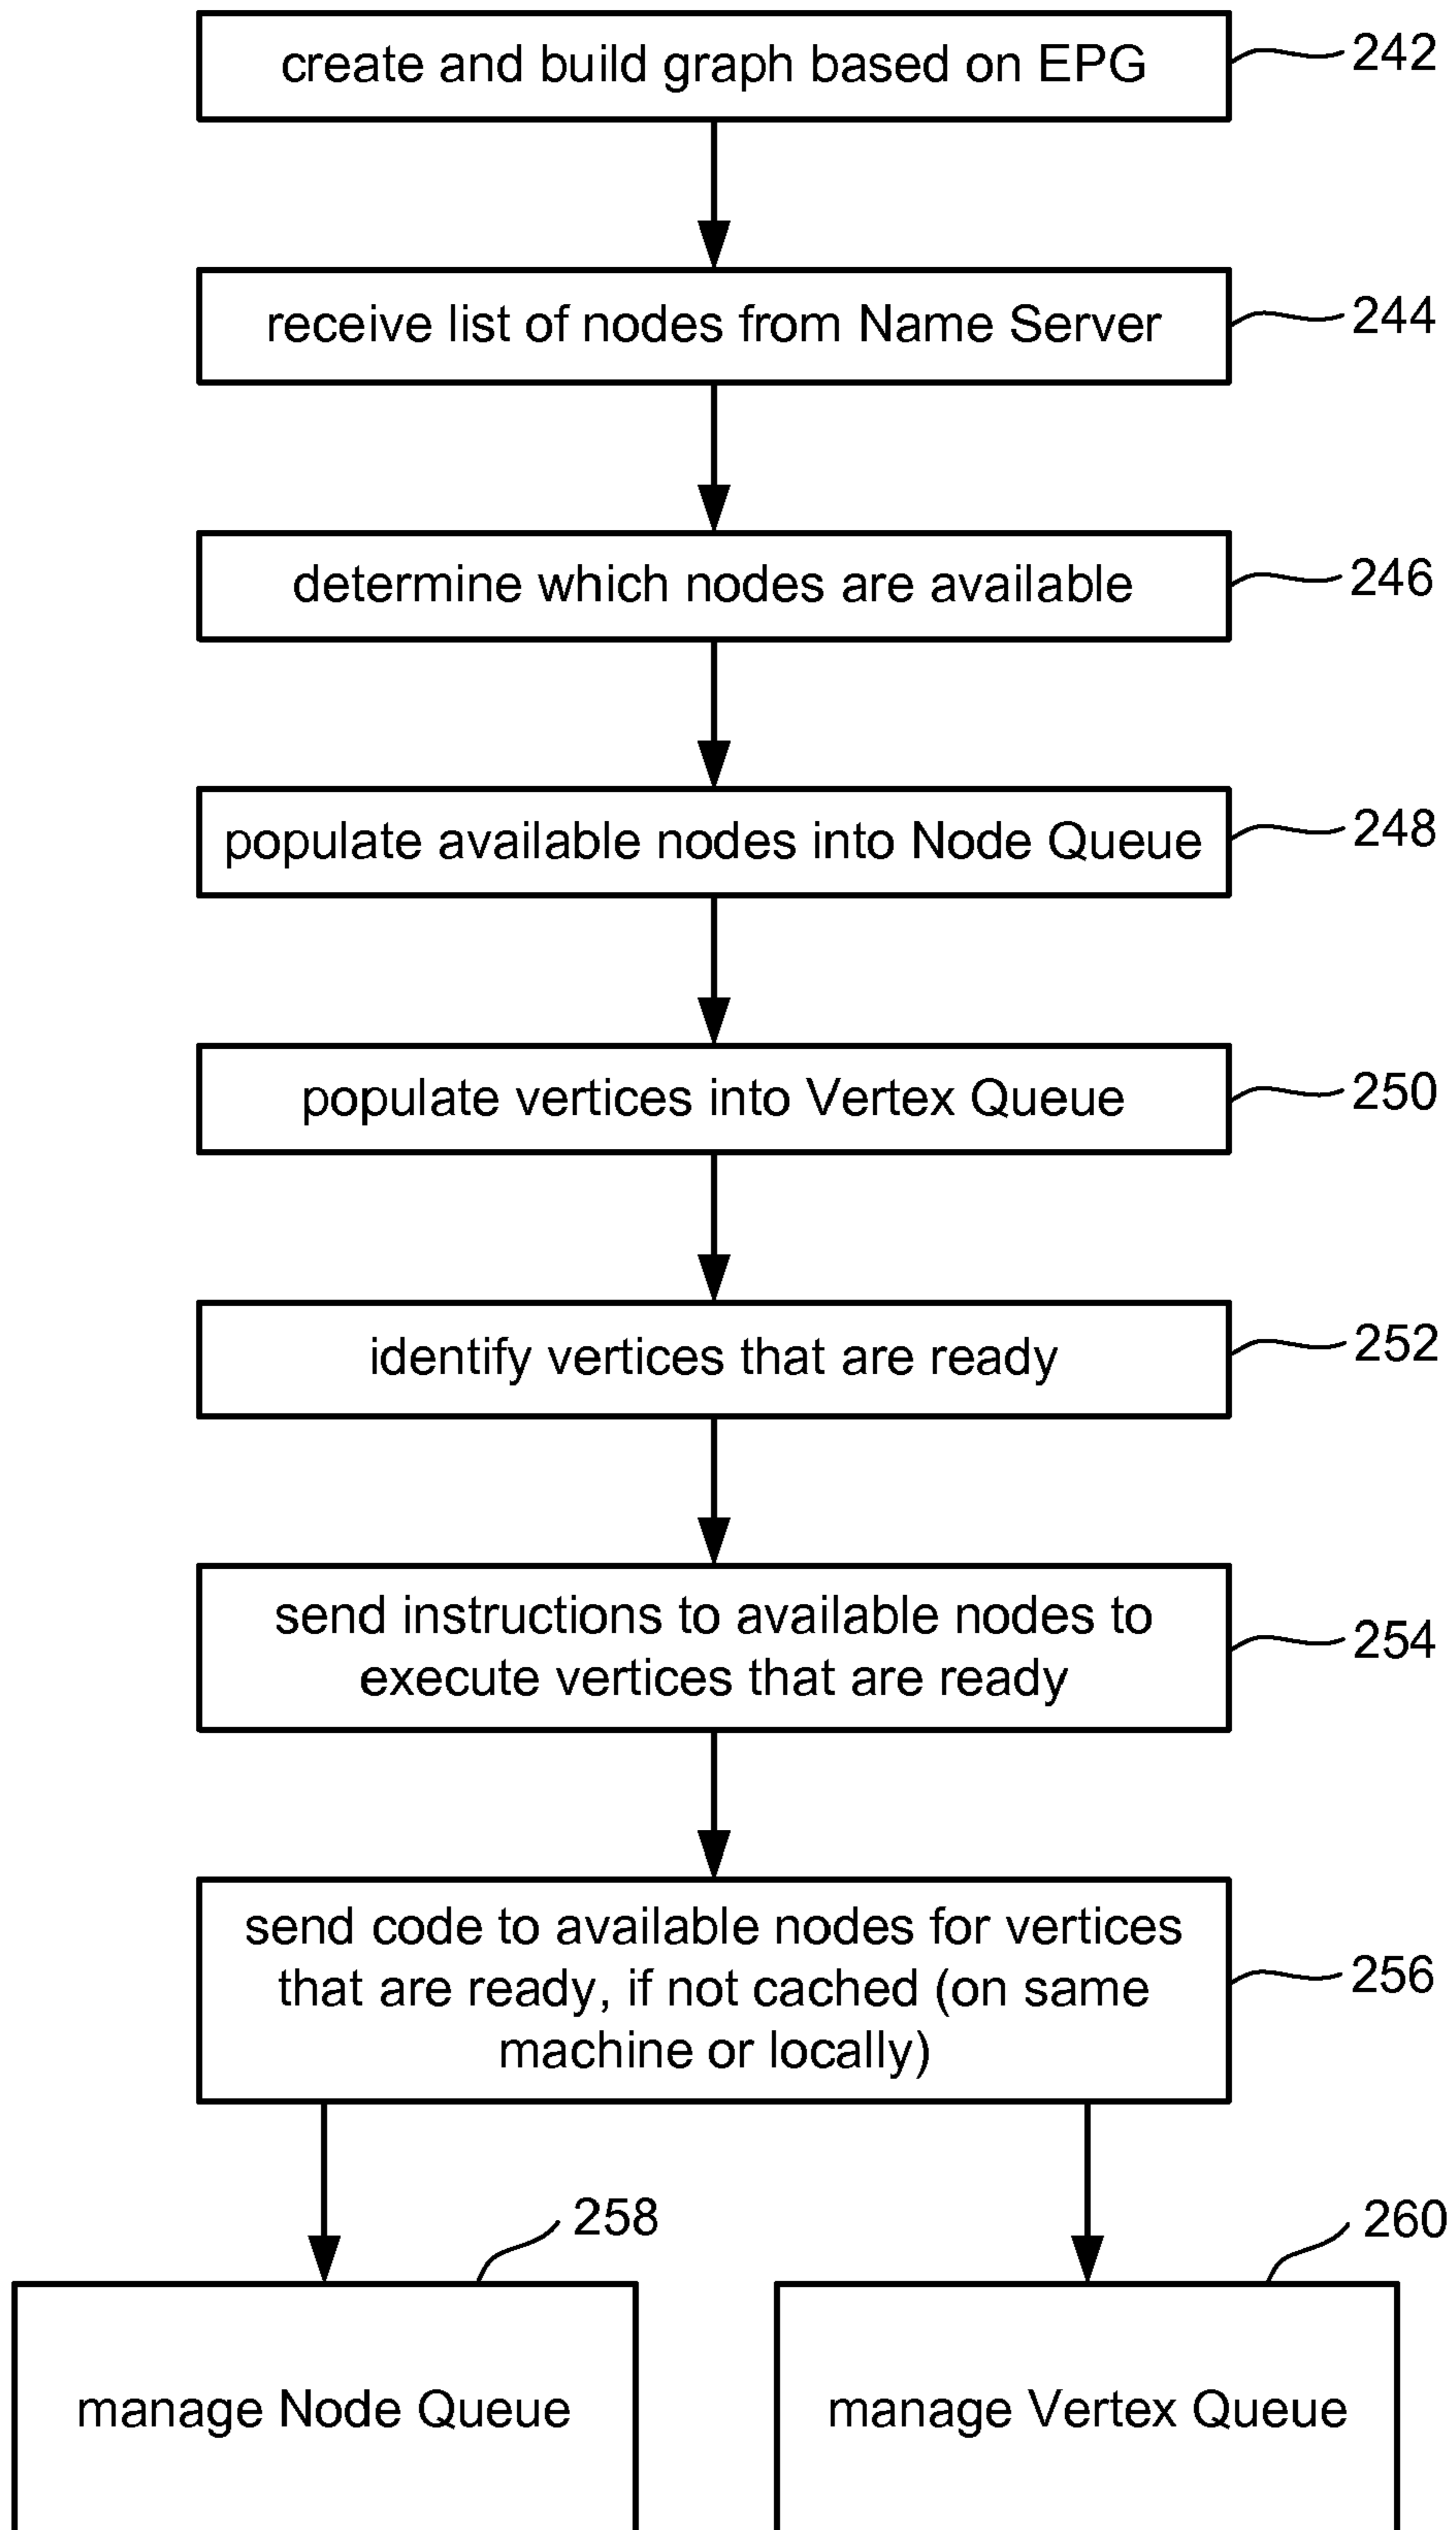 create and build graph based on EPG
242
receive list of nodes from Name Server
244
determine which nodes are available
246
populate available nodes into Node Queue
248
populate vertices into Vertex Queue
250
identify vertices that are ready
252
send instructions to available nodes to
execute vertices that are ready
254
send code to available nodes for vertices
that are ready, if not cached (on same
machine or locally)
256
258
260
manage Node Queue
manage Vertex Queue